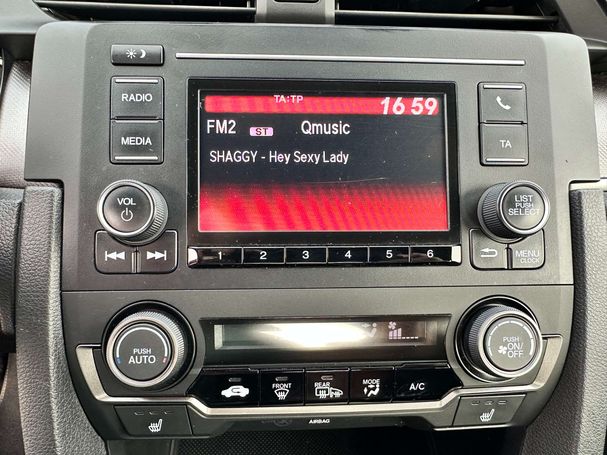 RADIO
MEDIA
VOL
TA:TP
16 59
FM2 ST Qmusic
SHAGGY - Hey Sexy Lady
1 2 3 4 5 6
TA
LIST
PUSH
SELECT
MENU
CLOCK
PUSH
AUTO
FRONT
REAR
MODE
A/C
PUSH
ON/
OFF
AIRBAG